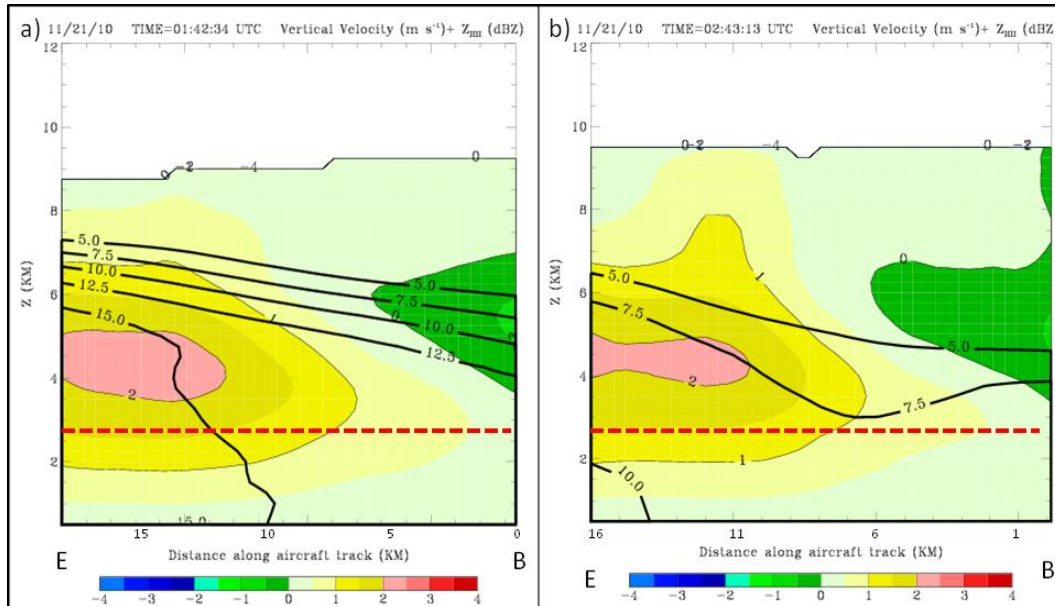 a) 11/21/10 TIME=01:42:34 UTC Vertical Velocity (m s⁻¹)+ Z_HH (dBZ)
12
10
8
6
4
2
Z (KM)
0 -2 -4 0
5.0
7.5
10.0
12.5
15.0
1
0
5.0
7.5
10.0
12.5
2
15.0
15 10 5 0
Distance along aircraft track (KM)
E B
-4 -3 -2 -1 0 1 2 3 4
b) 11/21/10 TIME=02:43:13 UTC Vertical Velocity (m s⁻¹)+ Z_HH (dBZ)
12
10
8
6
4
2
Z (KM)
0 -4 0
5.0
7.5
1
0
5.0
2
7.5
1
10.0
16 11 6 1
Distance along aircraft track (KM)
E B
-4 -3 -2 -1 0 1 2 3 4